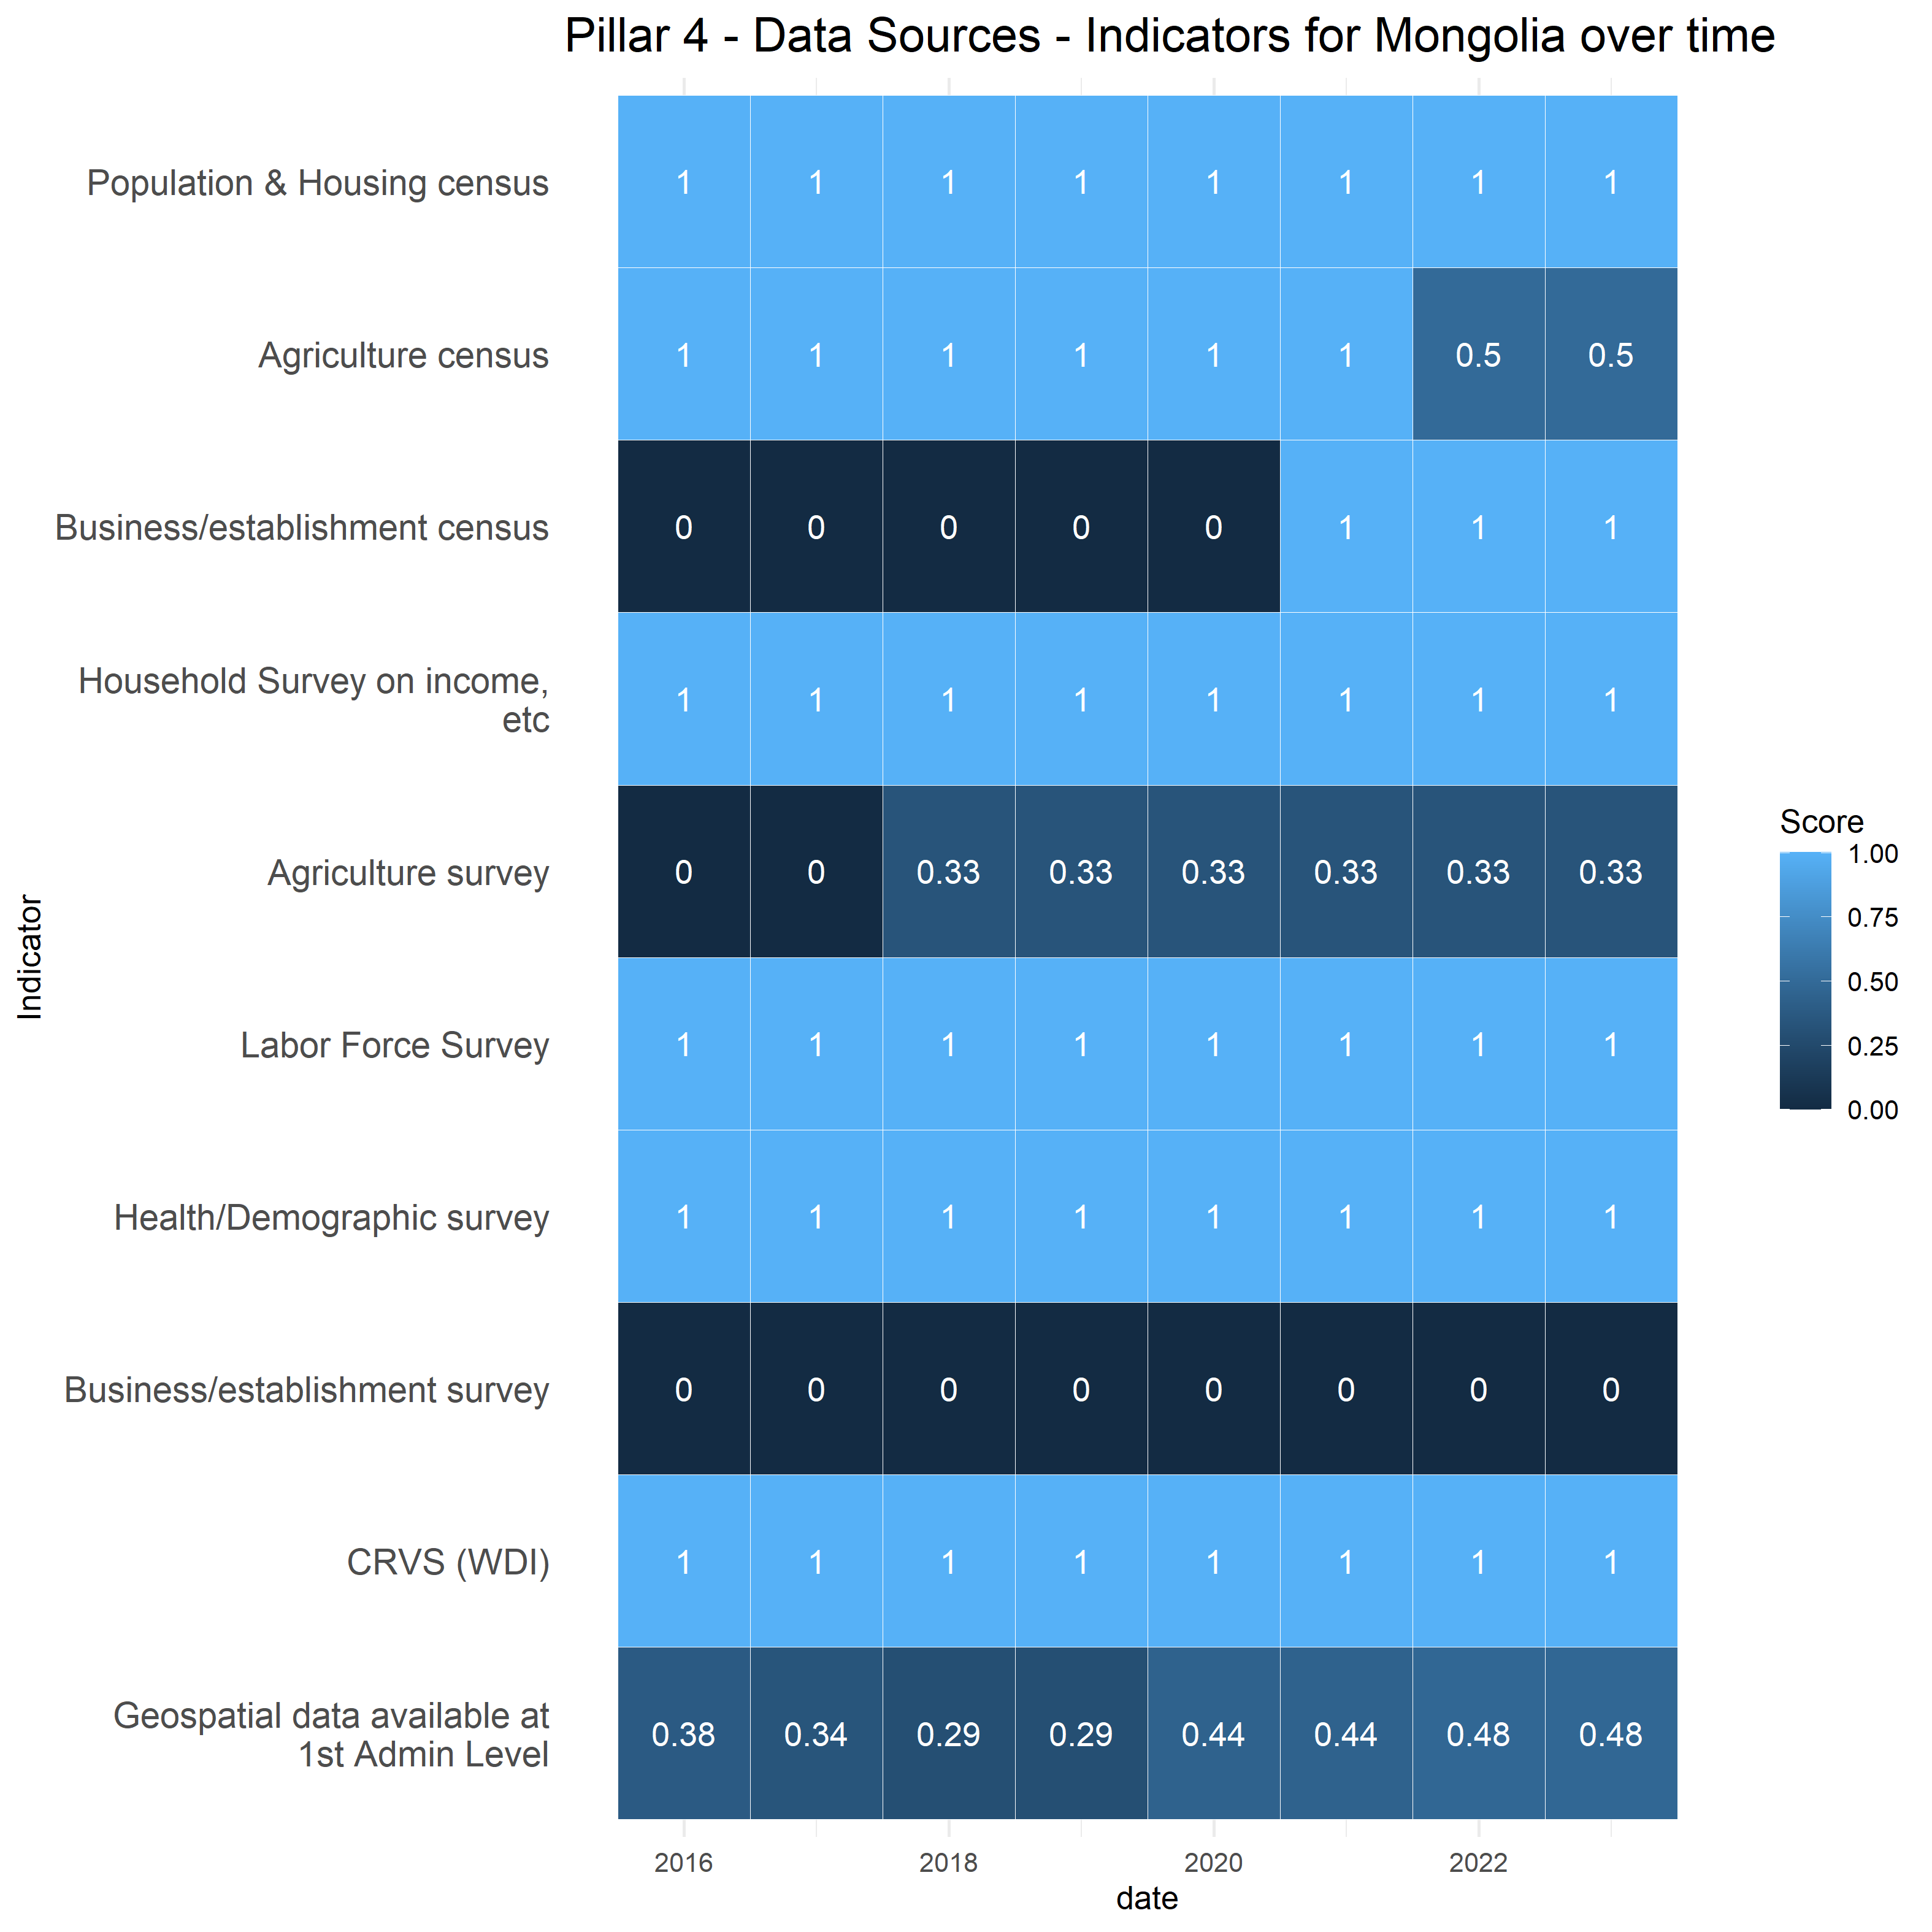 Pillar 4 - Data Sources - Indicators for Mongolia over time
Indicator
Population & Housing census
1 1 1 1 1 1 1 1
Agriculture census
1 1 1 1 1 1 0.5 0.5
Business/establishment census
0 0 0 0 0 1 1 1
Household Survey on income,
etc
1 1 1 1 1 1 1 1
Agriculture survey
0 0 0.33 0.33 0.33 0.33 0.33 0.33
Labor Force Survey
1 1 1 1 1 1 1 1
Health/Demographic survey
1 1 1 1 1 1 1 1
Business/establishment survey
0 0 0 0 0 0 0 0
CRVS (WDI)
1 1 1 1 1 1 1 1
Geospatial data available at
1st Admin Level
0.38 0.34 0.29 0.29 0.44 0.44 0.48 0.48
2016 2018 2020 2022
date
Score
1.00
0.75
0.50
0.25
0.00